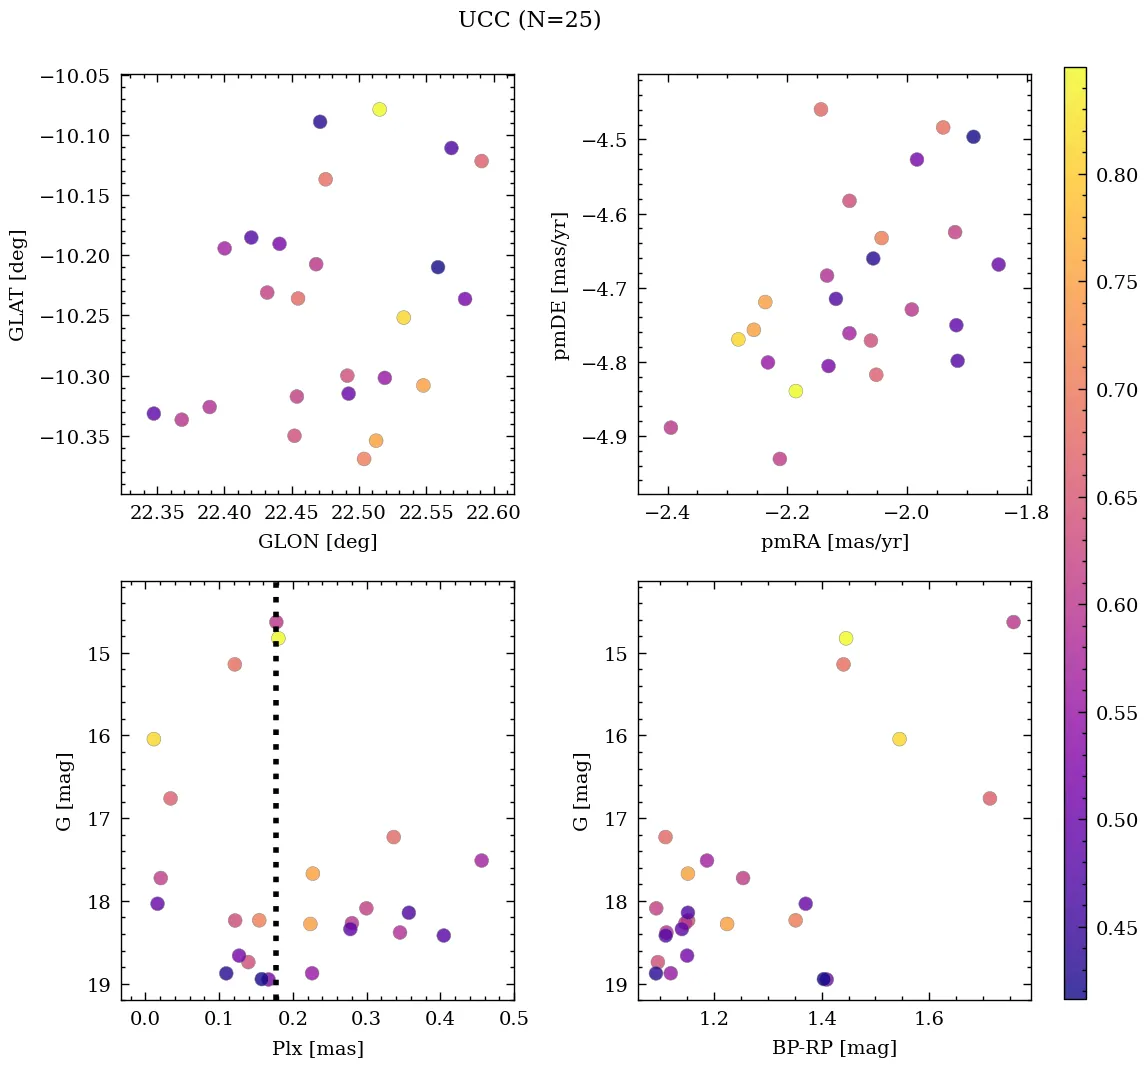 UCC (N=25)
−10.05
−10.10
−10.15
−10.20
−10.25
−10.30
−10.35
GLAT [deg]
22.35 22.40 22.45 22.50 22.55 22.60
GLON [deg]
−4.5
−4.6
−4.7
−4.8
−4.9
pmDE [mas/yr]
−2.4 −2.2 −2.0 −1.8
pmRA [mas/yr]
15
16
17
18
19
G [mag]
0.0 0.1 0.2 0.3 0.4 0.5
Plx [mas]
15
16
17
18
19
G [mag]
1.2 1.4 1.6
BP-RP [mag]
0.80
0.75
0.70
0.65
0.60
0.55
0.50
0.45